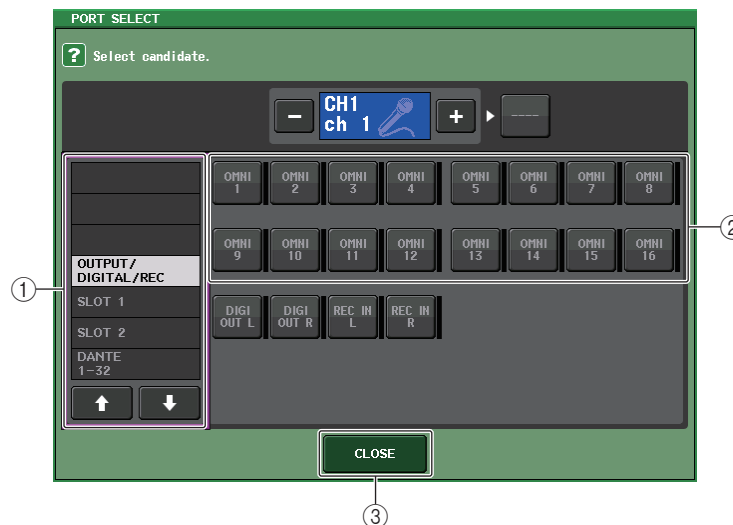 PORT SELECT
? Select candidate.
− CH1 ch 1 + ----
OUTPUT/
DIGITAL/REC
SLOT 1
SLOT 2
DANTE
1-32
OMNI 1 OMNI 2 OMNI 3 OMNI 4 OMNI 5 OMNI 6 OMNI 7 OMNI 8
OMNI 9 OMNI 10 OMNI 11 OMNI 12 OMNI 13 OMNI 14 OMNI 15 OMNI 16
DIGI OUT L DIGI OUT R REC IN L REC IN R
CLOSE
①
②
③